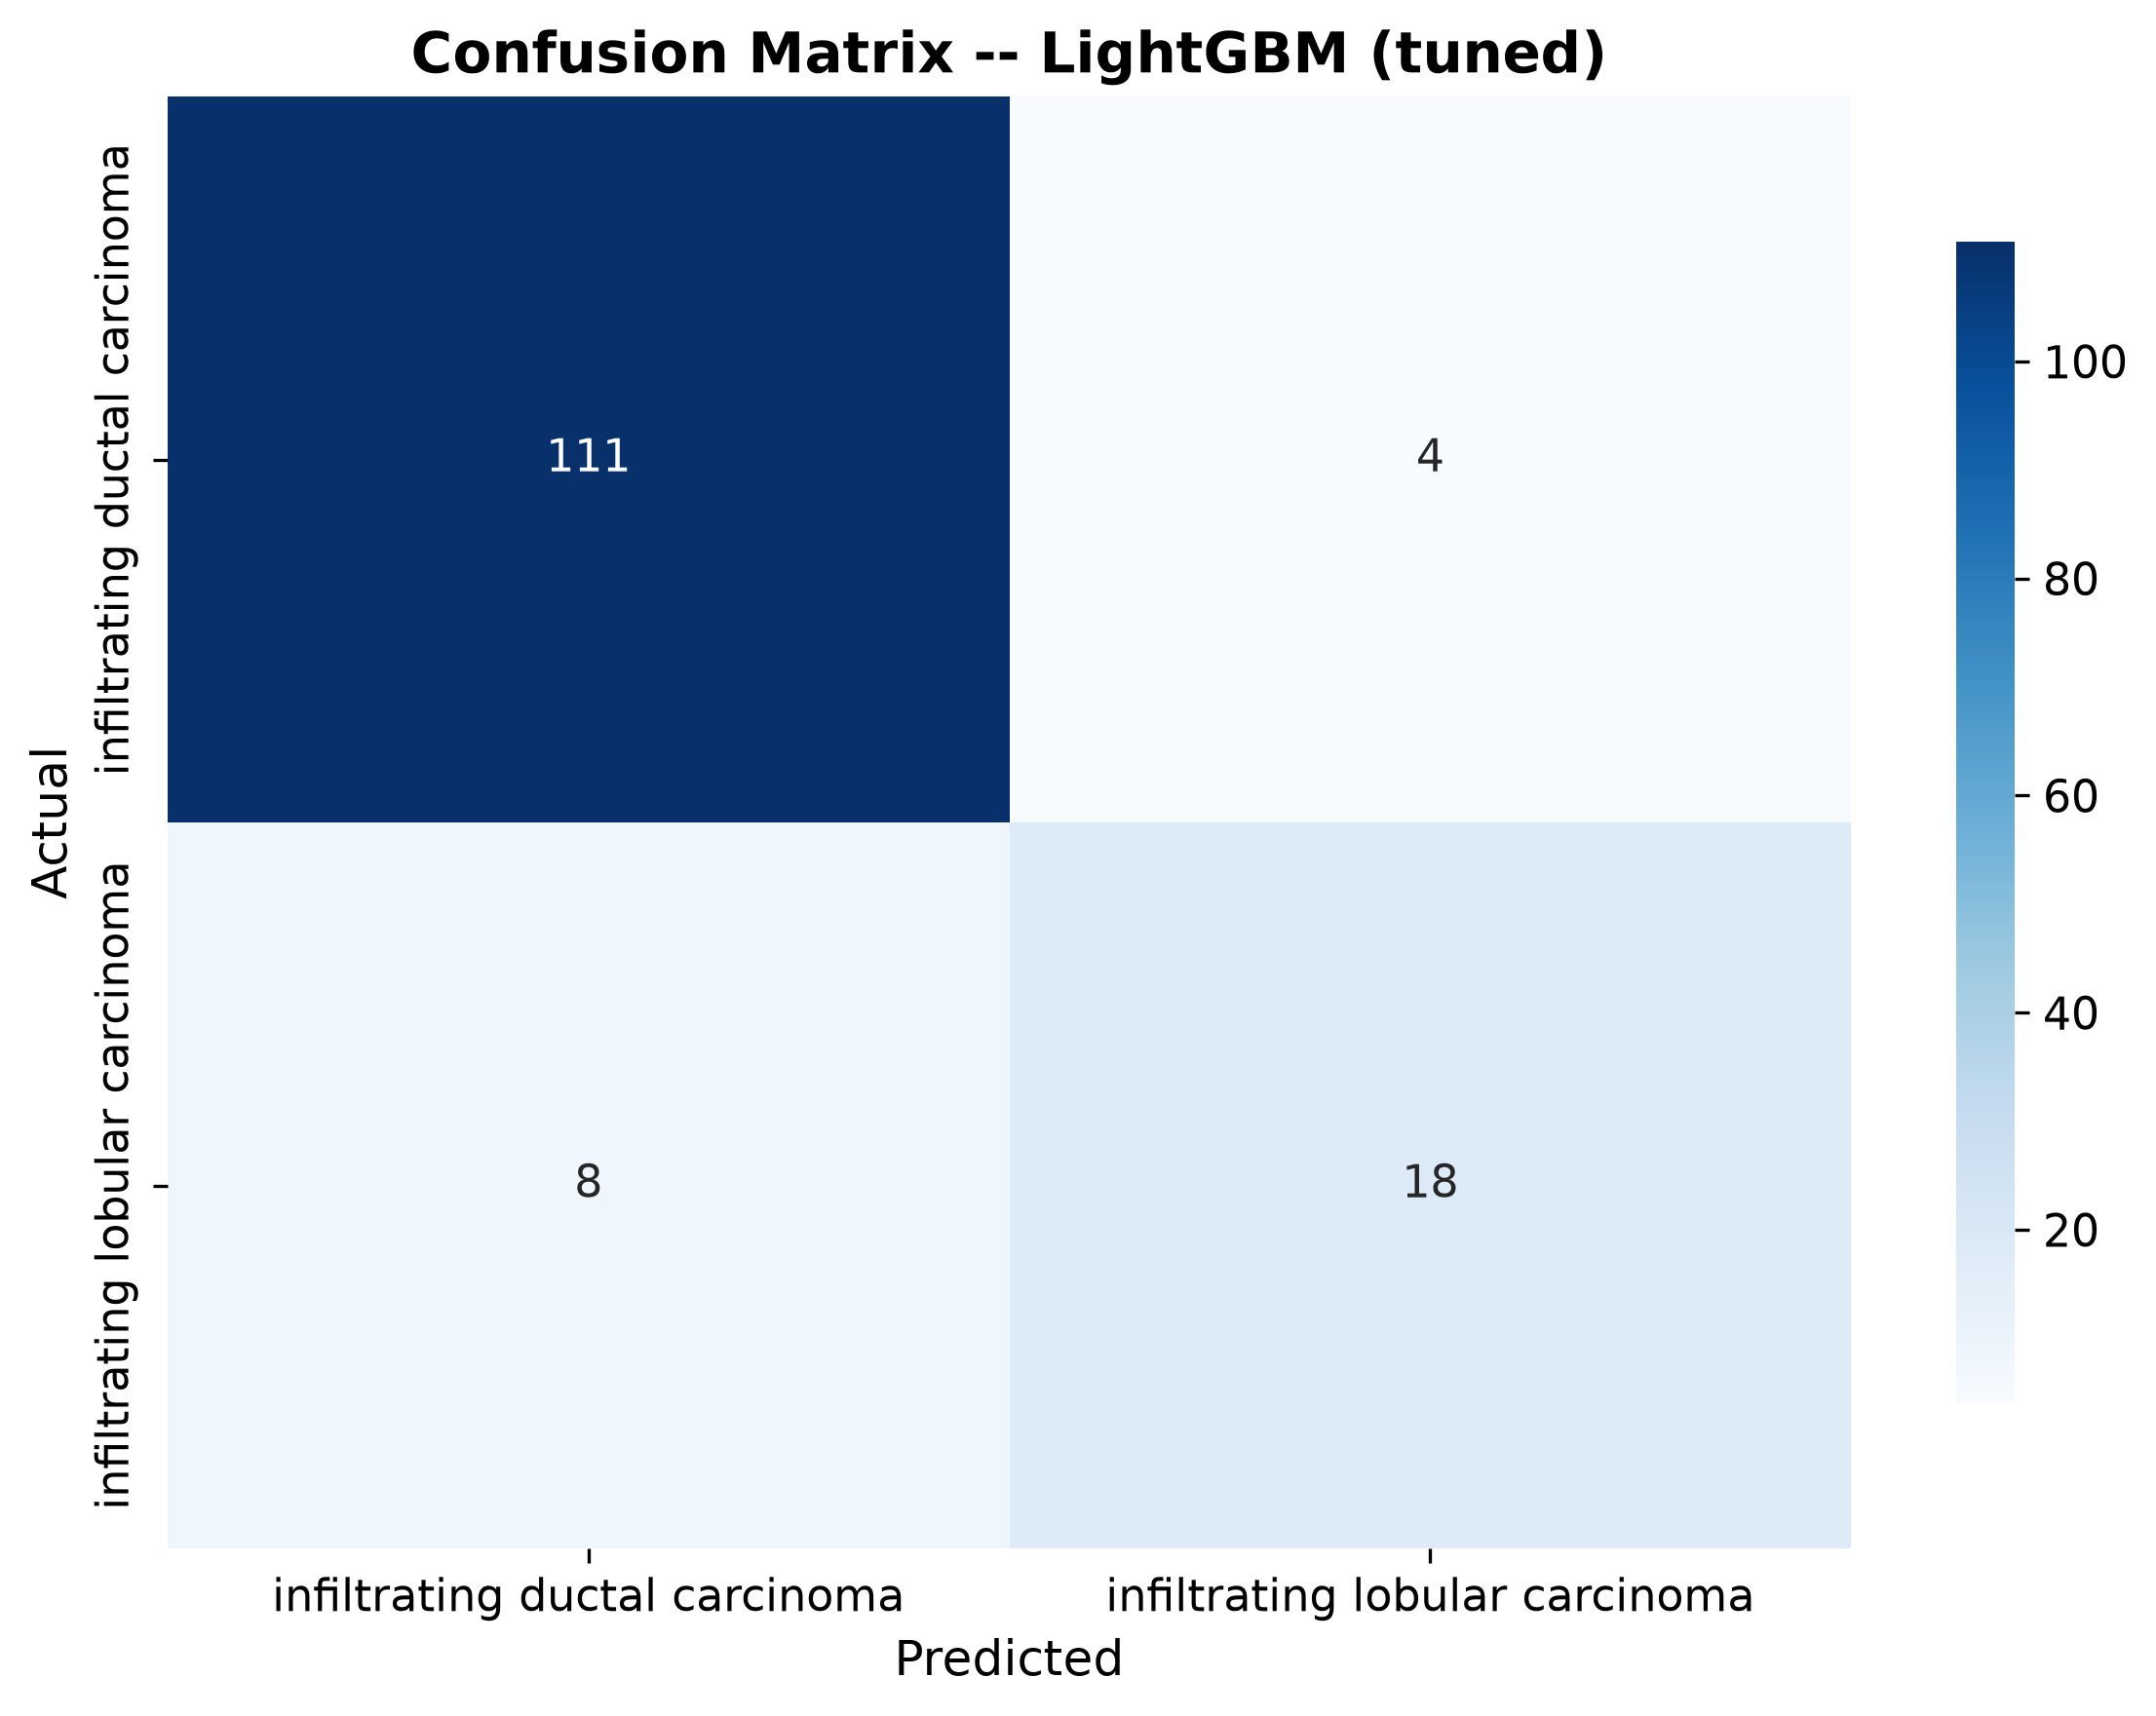 Confusion Matrix -- LightGBM (tuned)
Actual
infiltrating ductal carcinoma
infiltrating lobular carcinoma
111
4
8
18
infiltrating ductal carcinoma
infiltrating lobular carcinoma
Predicted
100
80
60
40
20